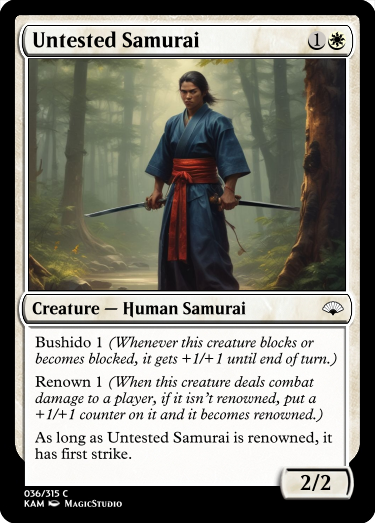 Untested Samurai 1
Creature — Human Samurai
Bushido 1 (Whenever this creature blocks or
becomes blocked, it gets +1/+1 until end of turn.)
Renown 1 (When this creature deals combat
damage to a player, if it isn't renowned, put a
+1/+1 counter on it and it becomes renowned.)
As long as Untested Samurai is renowned, it
has first strike.
2/2
036/315 C
KAM MagicStudio